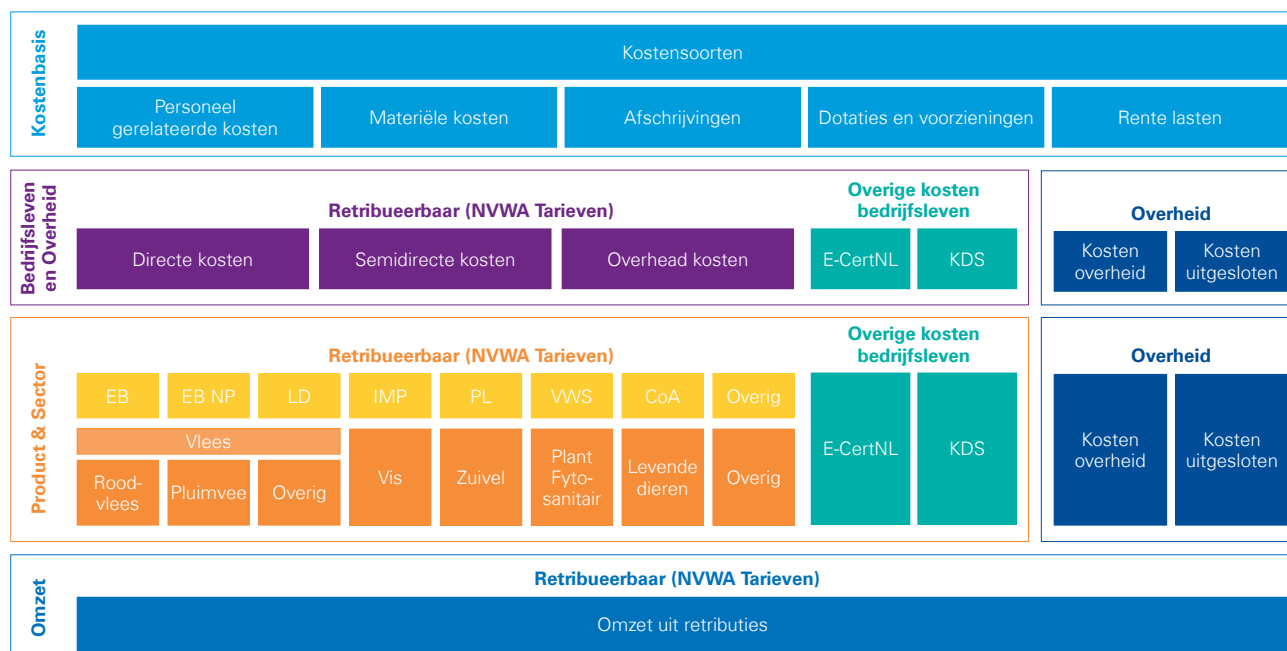 Kostenbasis
Kostensoorten
Personeel
gerelateerde kosten
Materiële kosten
Afschrijvingen
Dotaties en voorzieningen
Rente lasten
Bedrijfsleven
en Overheid
Retribueerbaar (NVWA Tarieven)
Directe kosten
Semidirecte kosten
Overhead kosten
Overige kosten
bedrijfsleven
E-CertNL
KDS
Overheid
Kosten
overheid
Kosten
uitgesloten
Product & Sector
Retribueerbaar (NVWA Tarieven)
EB
EB NP
LD
IMP
PL
VWS
CoA
Overig
Vlees
Rood-
vlees
Pluimvee
Overig
Vis
Zuivel
Plant
Fyto-
sanitair
Levende
dieren
Overig
Overige kosten
bedrijfsleven
E-CertNL
KDS
Overheid
Kosten
overheid
Kosten
uitgesloten
Omzet
Retribueerbaar (NVWA Tarieven)
Omzet uit retributies